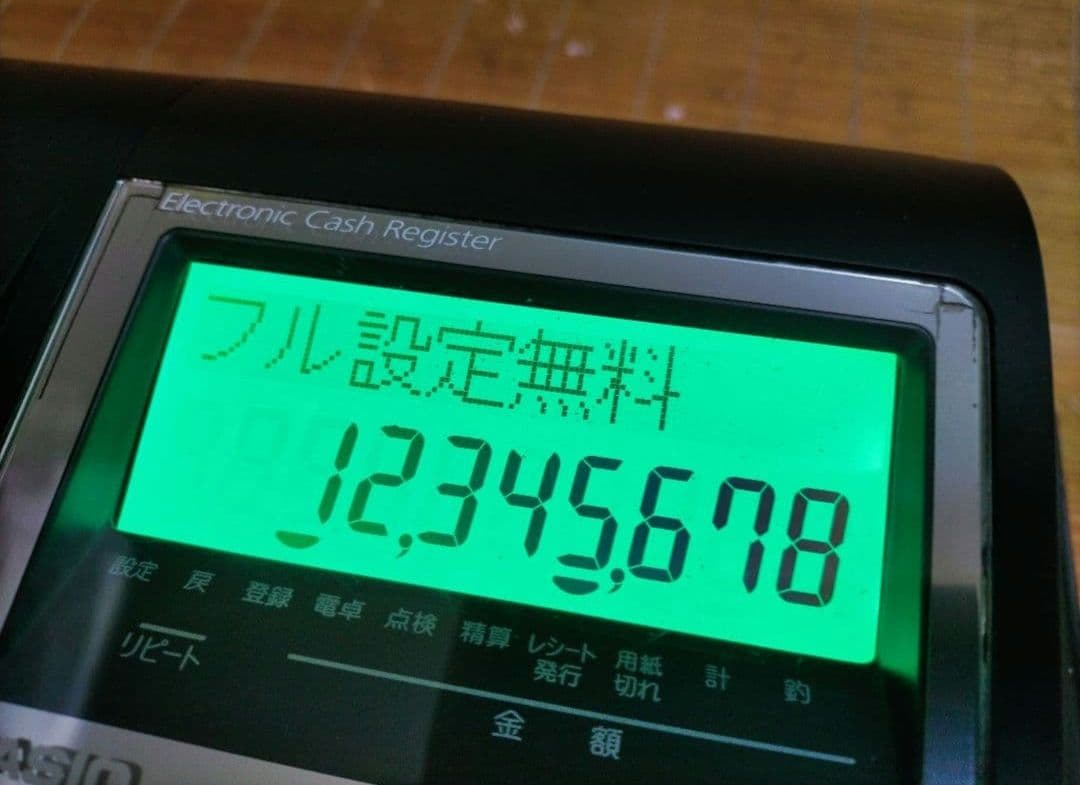 Electronic Cash Register
フル設定無料
12,345,678
設定 戻 登録 電卓 点検 精算 レシート発行 用紙切れ 計 釣
リピート
金額
CASIO